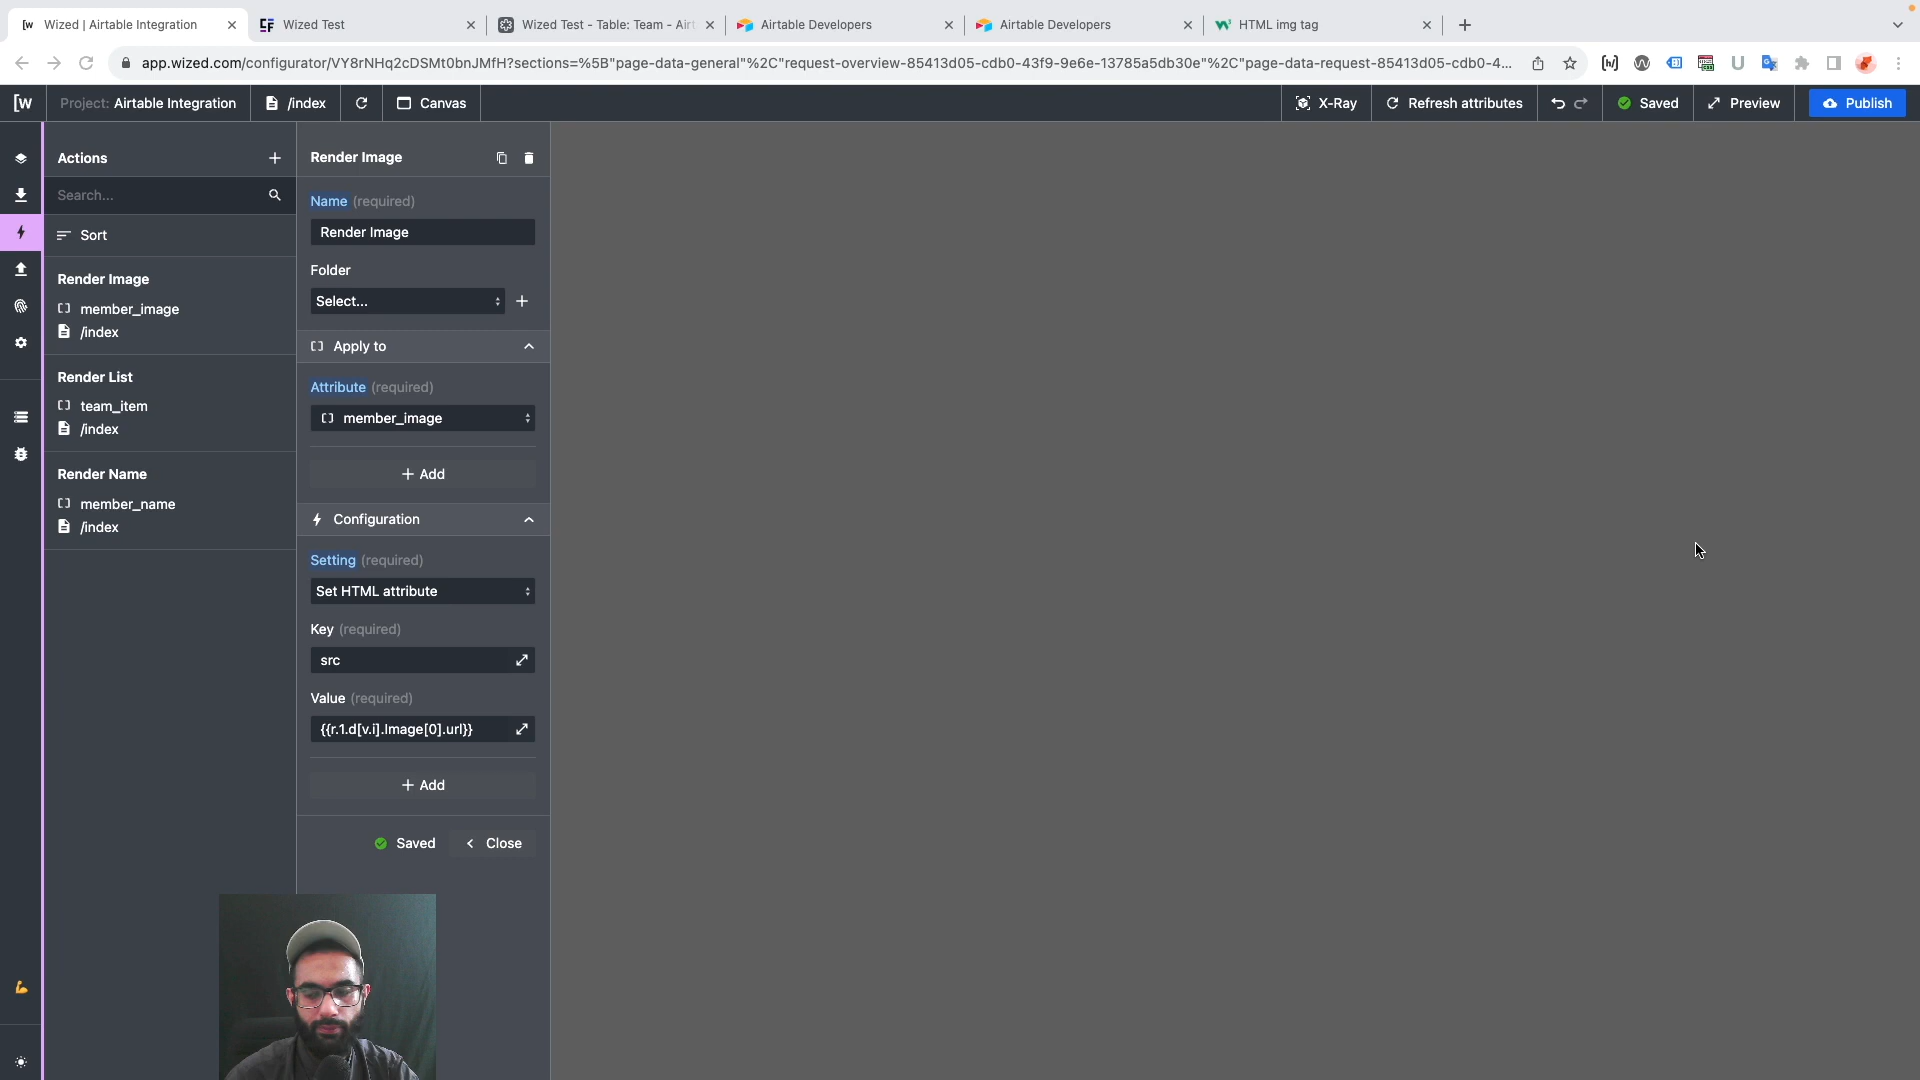 Wized | Airtable Integration
Wized Test
Wized Test - Table: Team - Airt
Airtable Developers
Airtable Developers
HTML img tag
app.wized.com/configurator/VY8rNHq2cDSMt0bnJMfH?sections=%5B"page-data-general"%2C"request-overview-85413d05-cdb0-43f9-9e6e-13785a5db30e"%2C"page-data-request-85413d05-cdb0-4...
[w
Project: Airtable Integration
/index
Canvas
X-Ray
Refresh attributes
Saved
Preview
Publish
Actions
Search...
Sort
Render Image
member_image
/index
Render List
team_item
/index
Render Name
member_name
/index
Render Image
Name (required)
Render Image
Folder
Select...
Apply to
Attribute (required)
member_image
Add
Configuration
Setting (required)
Set HTML attribute
Key (required)
src
Value (required)
{{r.1.d[v.i].Image[0].url}}
Add
Saved
Close